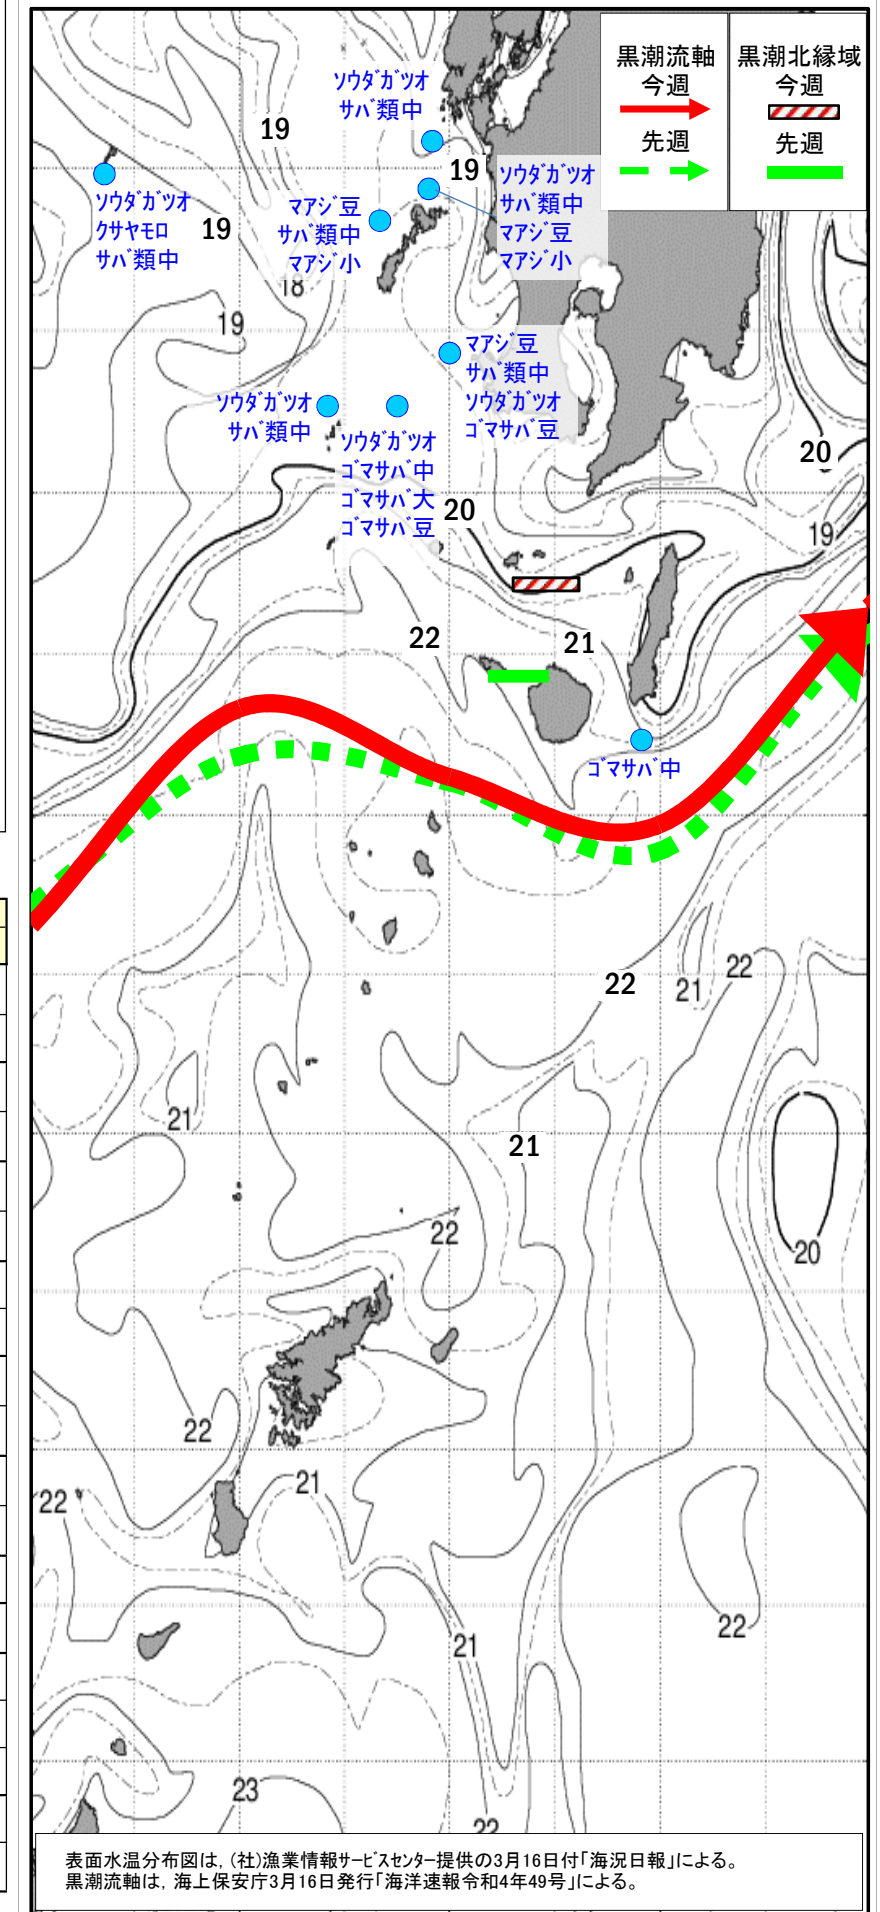 黒潮流軸
今週
先週
黒潮北縁域
今週
先週
ｿｳﾀﾞｶﾞﾂｵ
ｻﾊﾞ類中
19
19
ｿｳﾀﾞｶﾞﾂｵ
ｻﾊﾞ類中
ﾏｱｼﾞ豆
ﾏｱｼﾞ小
ｿｳﾀﾞｶﾞﾂｵ
ｸｻﾔﾓﾛ
ｻﾊﾞ類中
19
ﾏｱｼﾞ豆
ｻﾊﾞ類中
ﾏｱｼﾞ小
18
19
ﾏｱｼﾞ豆
ｻﾊﾞ類中
ｿｳﾀﾞｶﾞﾂｵ
ｺﾞﾏｻﾊﾞ豆
ｿｳﾀﾞｶﾞﾂｵ
ｻﾊﾞ類中
ｿｳﾀﾞｶﾞﾂｵ
ｺﾞﾏｻﾊﾞ中
ｺﾞﾏｻﾊﾞ大
ｺﾞﾏｻﾊﾞ豆
20
20
19
22
21
ｺﾞﾏｻﾊﾞ中
22
21
22
21
21
22
20
22
21
22
21
22
23
22
表面水温分布図は，(社)漁業情報ｻｰﾋﾞｽｾﾝﾀｰ提供の3月16日付「海況日報」による。
黒潮流軸は，海上保安庁3月16日発行「海洋速報令和4年49号」による。